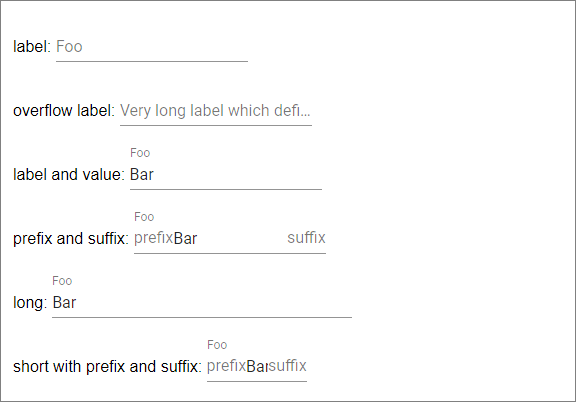 label: Foo
overflow label: Very long label which defi...
Foo
label and value: Bar
Foo
prefix and suffix: prefixBar suffix
Foo
long: Bar
Foo
short with prefix and suffix: prefixBarsuffix